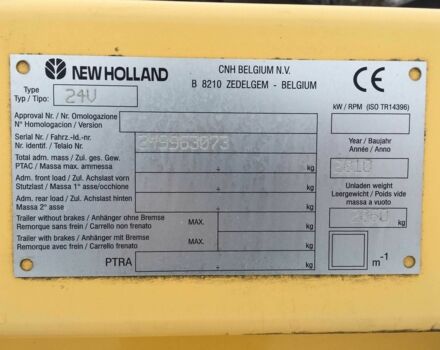 NEW HOLLAND
CNH BELGIUM N.V.
B 8210 ZEDELGEM - BELGIUM
CE
Type
Typ / Tipo: 24V
kW / RPM (ISO TR14396)
Approval Nr. / Nr. Omologazione
N° Homologacion / Version
Serial Nr. / Fahrz.-Id.-nr.
Nr. identif. / Telaio Nr.
Year / Baujahr
Année / Anno
2010
Total adm. mass / Zul. ges. Gew.
PTAC / Massa max ammessa
÷ kg
Adm. front load / Zul. Achslast vorn
Stutzlast / Massa 1° asse/occhione
÷ kg
Unladen weight
Leergewicht / Poids vide
massa a vuoto
kg
Adm. rear load / Zul. Achslast hinten
Massa 2° asse
÷ kg
Trailer without brakes / Anhänger ohne Bremse
Remorque sans frein / Carrello non frenato
MAX. ÷ kg
Trailer with brakes / Anhänger mit Bremse
Remorque avec frein / Carrello frenato
MAX. ÷ kg
PTRA ÷ kg
m⁻¹